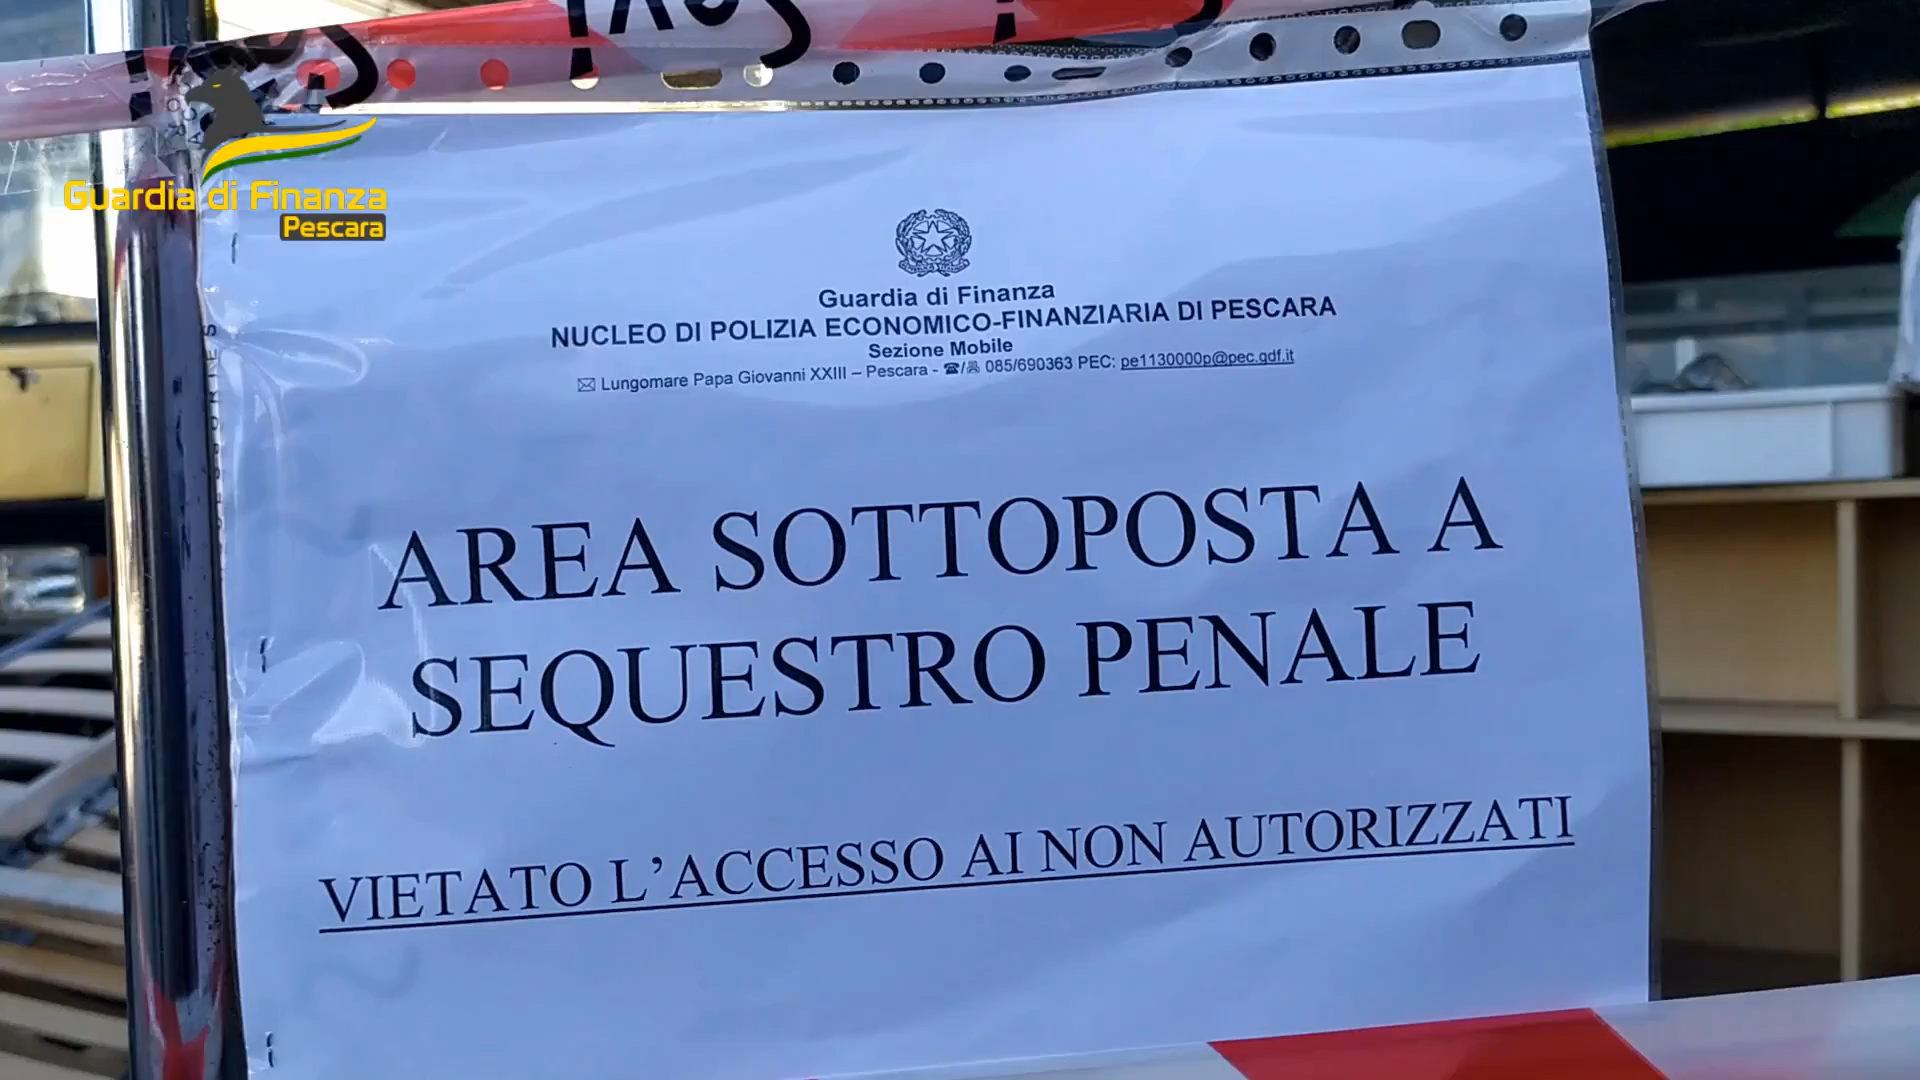 Guardia di Finanza
Pescara
Guardia di Finanza
NUCLEO DI POLIZIA ECONOMICO-FINANZIARIA DI PESCARA
Sezione Mobile
✉ Lungomare Papa Giovanni XXIII – Pescara - ☎/🖷 085/690363 PEC: pe1130000p@pec.gdf.it
AREA SOTTOPOSTA A
SEQUESTRO PENALE
VIETATO L’ACCESSO AI NON AUTORIZZATI